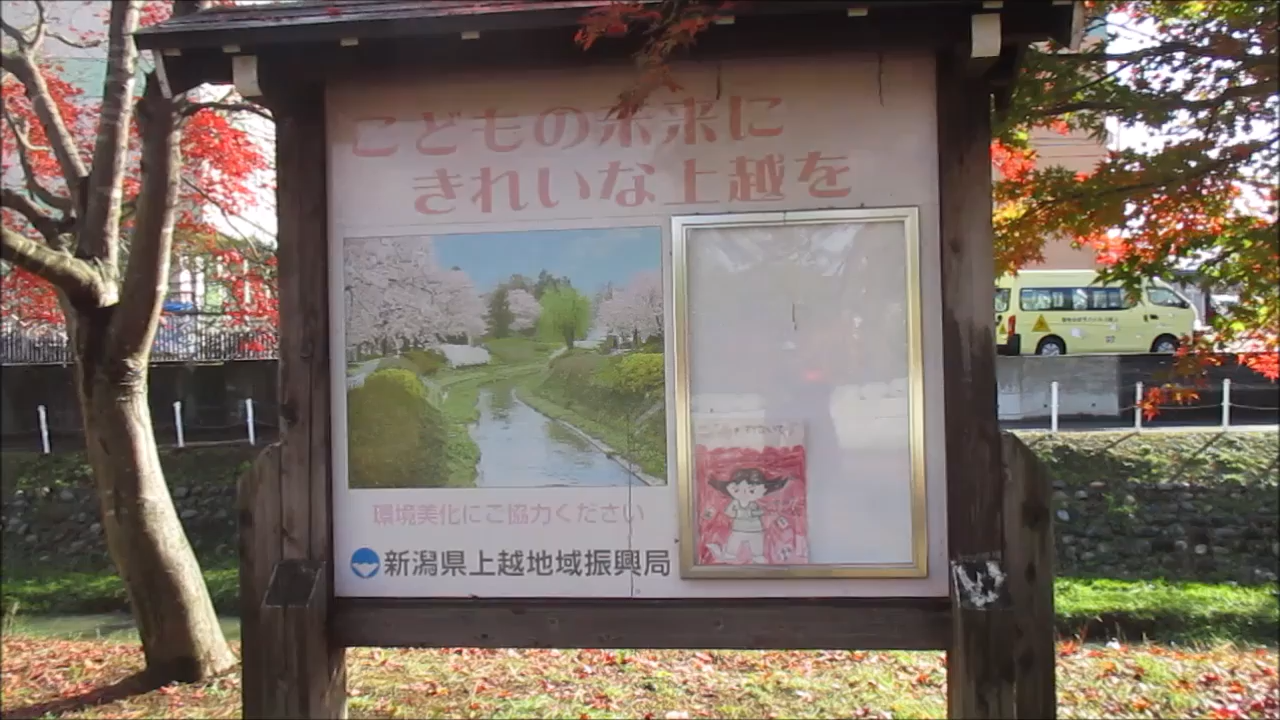 こどもの未来に
きれいな上越を
環境美化にご協力ください
新潟県上越地域振興局